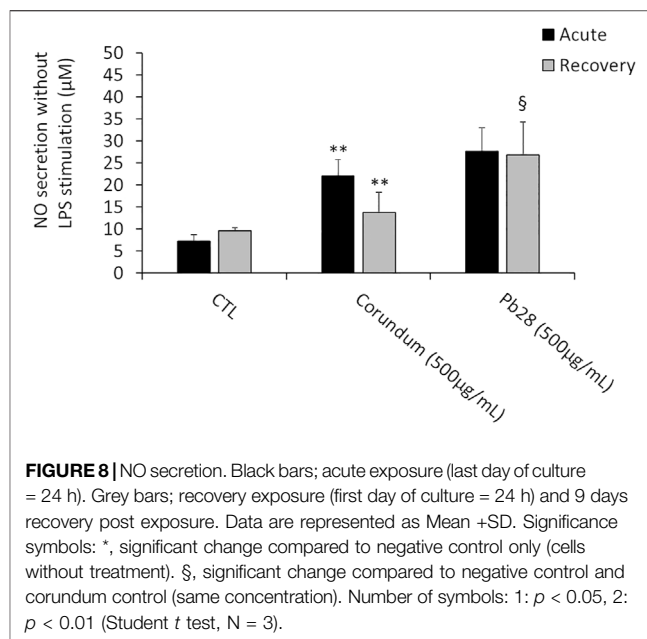 Acute
Recovery
NO secretion without
LPS stimulation (µM)
50
45
40
35
30
25
20
15
10
5
0
**
**
§
CTL
Corundum (500µg/mL)
Pb28 (500µg/mL)
FIGURE 8 | NO secretion. Black bars; acute exposure (last day of culture
= 24 h). Grey bars; recovery exposure (first day of culture = 24 h) and 9 days
recovery post exposure. Data are represented as Mean +SD. Significance
symbols: *, significant change compared to negative control only (cells
without treatment). §, significant change compared to negative control and
corundum control (same concentration). Number of symbols: 1: p < 0.05, 2:
p < 0.01 (Student t test, N = 3).